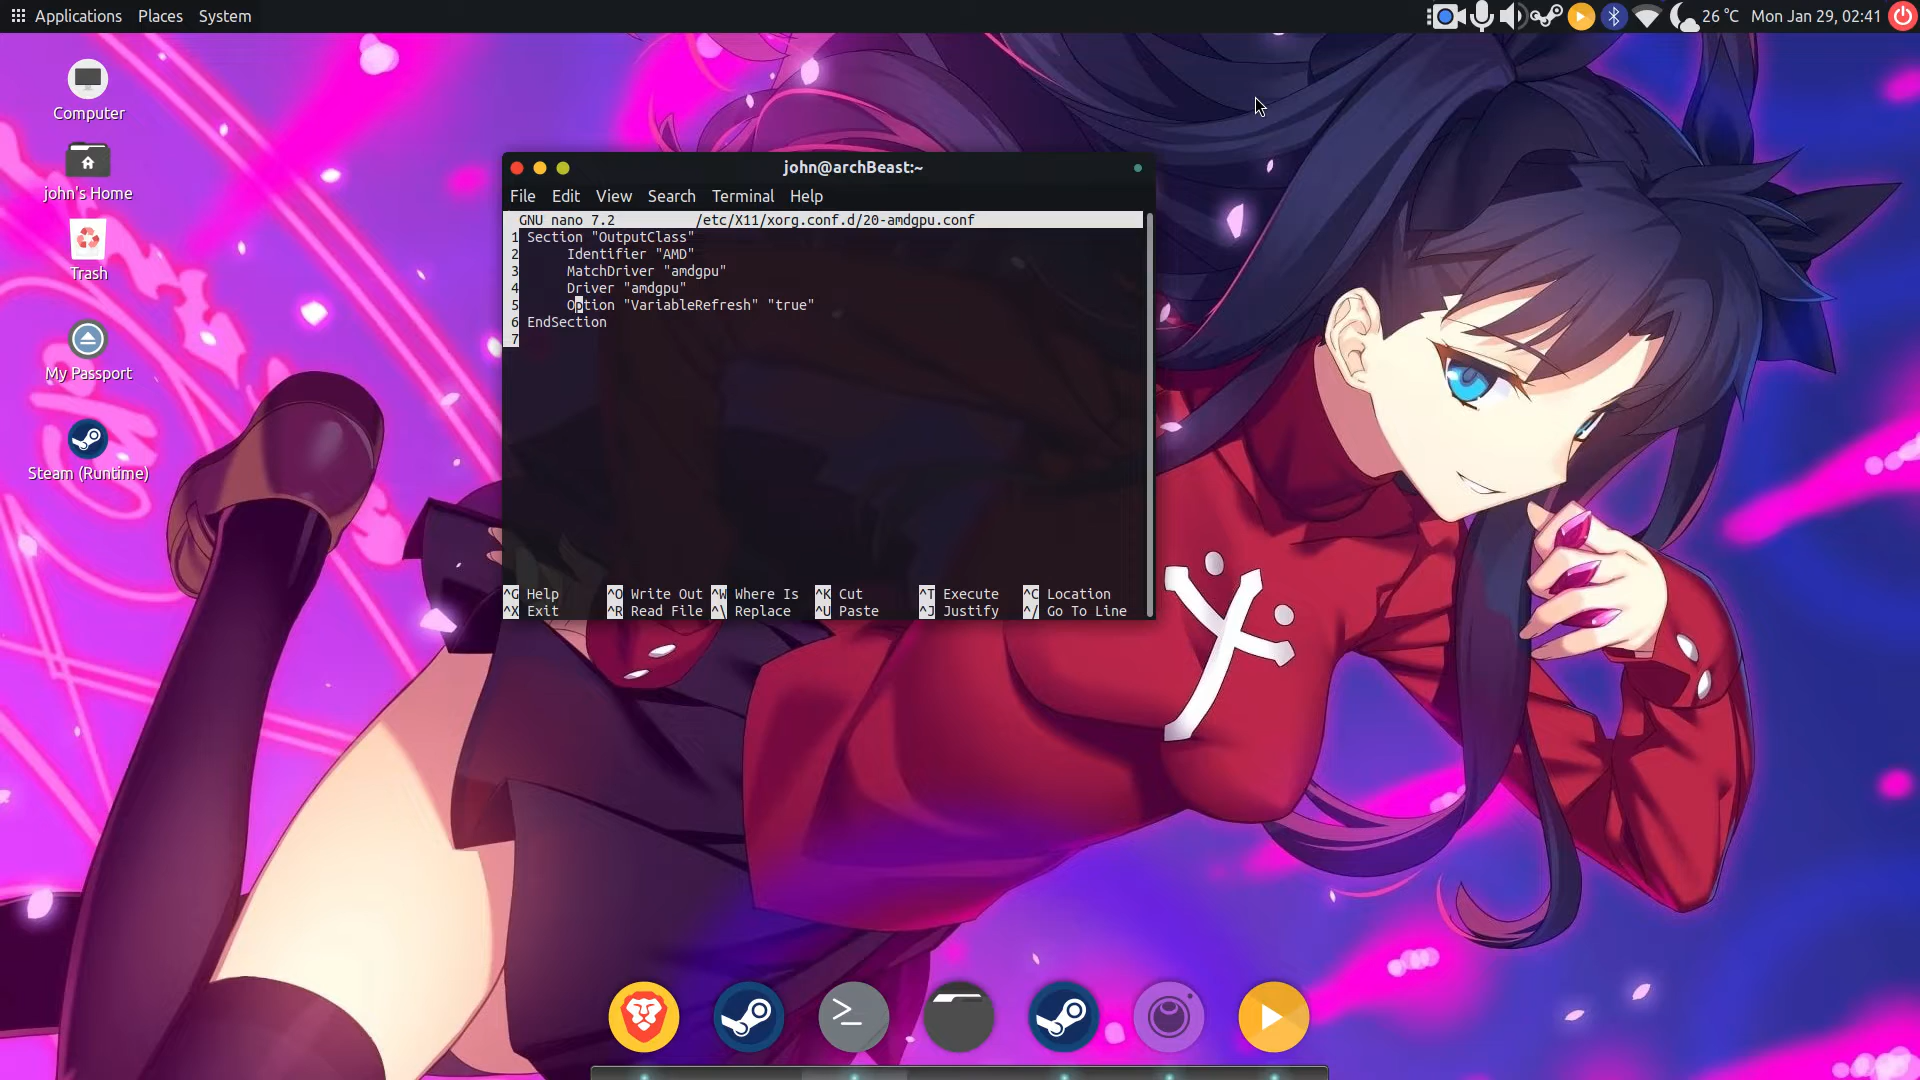 Applications Places System
26 °C Mon Jan 29, 02:41
Computer
john's Home
Trash
My Passport
Steam (Runtime)
john@archBeast:~
File Edit View Search Terminal Help
GNU nano 7.2 /etc/X11/xorg.conf.d/20-amdgpu.conf
1 Section "OutputClass"
2 Identifier "AMD"
3 MatchDriver "amdgpu"
4 Driver "amdgpu"
5 Option "VariableRefresh" "true"
6 EndSection
7
^G Help ^O Write Out ^W Where Is ^K Cut ^T Execute ^C Location
^X Exit ^R Read File ^\ Replace ^U Paste ^J Justify ^/ Go To Line